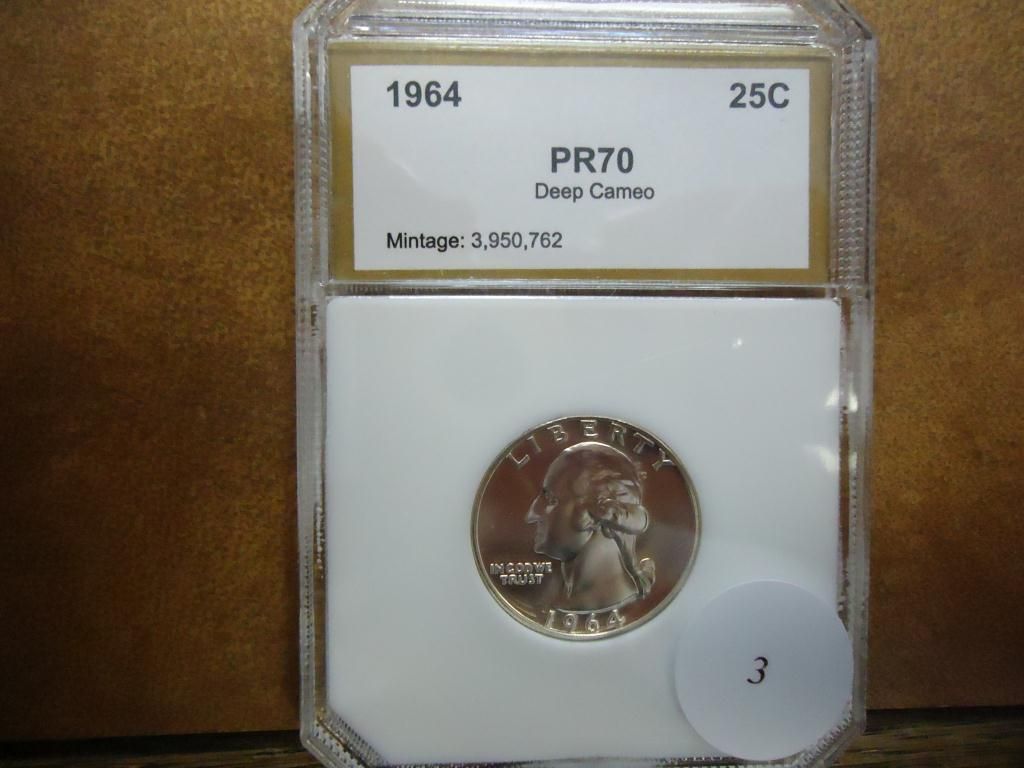 1964 25C
PR70
Deep Cameo
Mintage: 3,950,762
LIBERTY
IN GOD WE
TRUST
1964
3